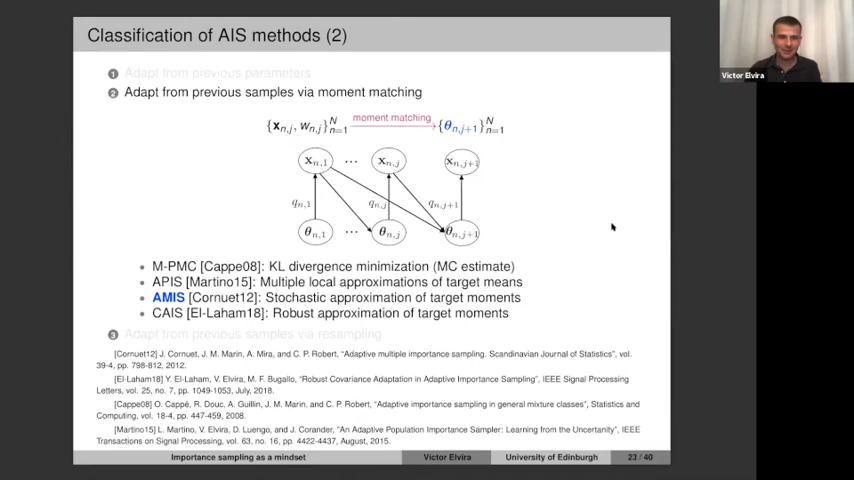 Classification of AIS methods (2)
1 Adapt from previous parameters
2 Adapt from previous samples via moment matching
{x_{n,j}, w_{n,j}}_{n=1}^{N} moment matching {θ_{n,j+1}}_{n=1}^{N}
x_{n,1} ... x_{n,j} x_{n,j+1}
q_{n,1} q_{n,j} q_{n,j+1}
θ_{n,1} ... θ_{n,j} θ_{n,j+1}
• M-PMC [Cappe08]: KL divergence minimization (MC estimate)
• APIS [Martino15]: Multiple local approximations of target means
• AMIS [Cornuet12]: Stochastic approximation of target moments
• CAIS [El-Laham18]: Robust approximation of target moments
3 Adapt from previous samples via resampling
[Cornuet12] J. Cornuet, J. M. Marin, A. Mira, and C. P. Robert, “Adaptive multiple importance sampling. Scandinavian Journal of Statistics”, vol.
39-4, pp. 798-812, 2012.
[El-Laham18] Y. El-Laham, V. Elvira, M. F. Bugallo, “Robust Covariance Adaptation in Adaptive Importance Sampling”, IEEE Signal Processing
Letters, vol. 25, no. 7, pp. 1049-1053, July, 2018.
[Cappe08] O. Cappé, R. Douc, A. Guillin, J. M. Marin, and C. P. Robert, “Adaptive importance sampling in general mixture classes”, Statistics and
Computing, vol. 18-4, pp. 447-459, 2008.
[Martino15] L. Martino, V. Elvira, D. Luengo, and J. Corander, “An Adaptive Population Importance Sampler: Learning from the Uncertainty”, IEEE
Transactions on Signal Processing, vol. 63, no. 16, pp. 4422-4437, August, 2015.
Importance sampling as a mindset Víctor Elvira University of Edinburgh 23 / 40
Víctor Elvira